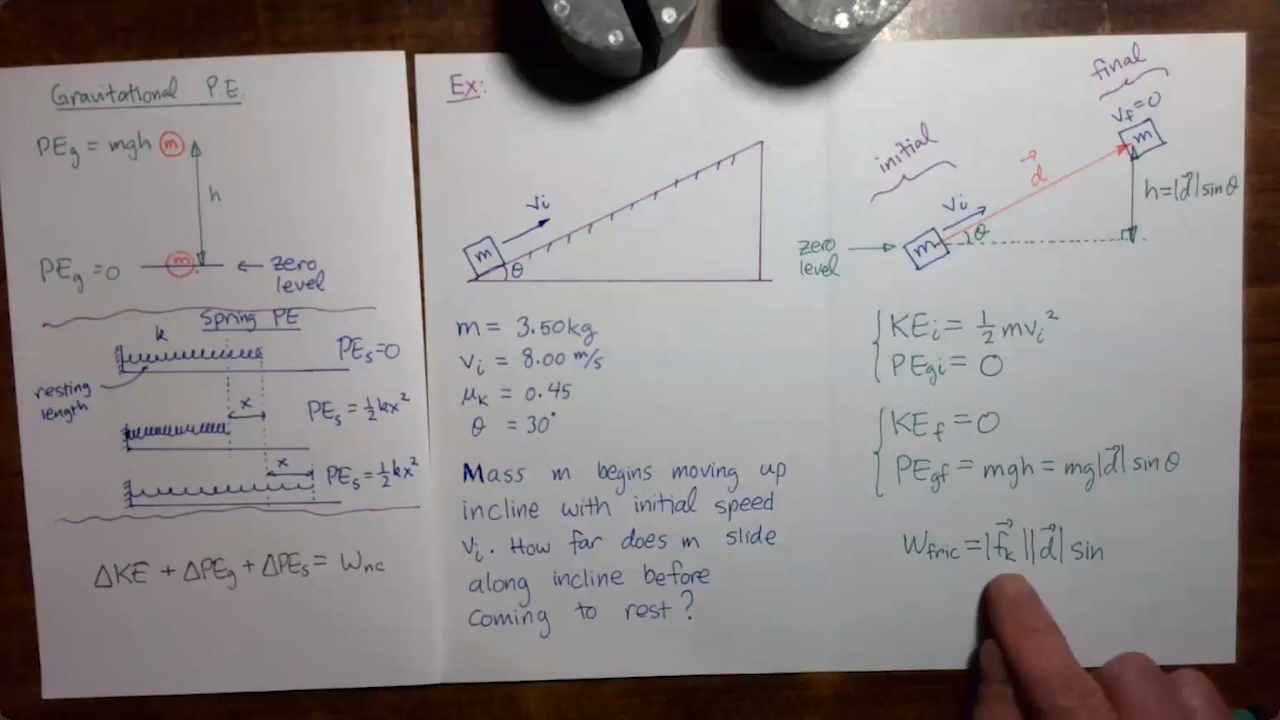 Gravitational P.E.
PEg = mgh m
h
PEg = 0 m ← zero level
Spring PE
k
PEs = 0
resting length
x
PEs = ½kx²
x
PEs = ½kx²
ΔKE + ΔPEg + ΔPEs = Wnc
Ex:
vi
m
θ
m = 3.50kg
vi = 8.00 m/s
μk = 0.45
θ = 30°
Mass m begins moving up
incline with initial speed
vi. How far does m slide
along incline before
coming to rest?
final
vf = 0
m
initial
d⃗
vi
h = |d⃗| sin θ
θ
zero level → m
KEi = ½ mvi²
PEgi = 0
KEf = 0
PEgf = mgh = mg|d⃗| sin θ
Wfric = |f⃗k||d⃗| sin